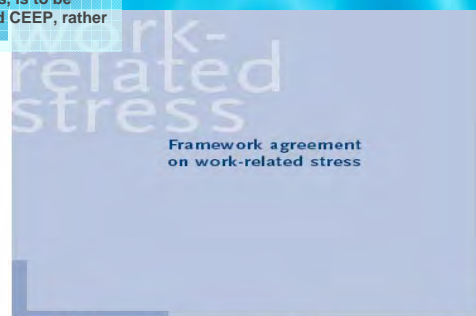 s, is to be
d CEEP, rather
work-
related
stress
Framework agreement
on work-related stress